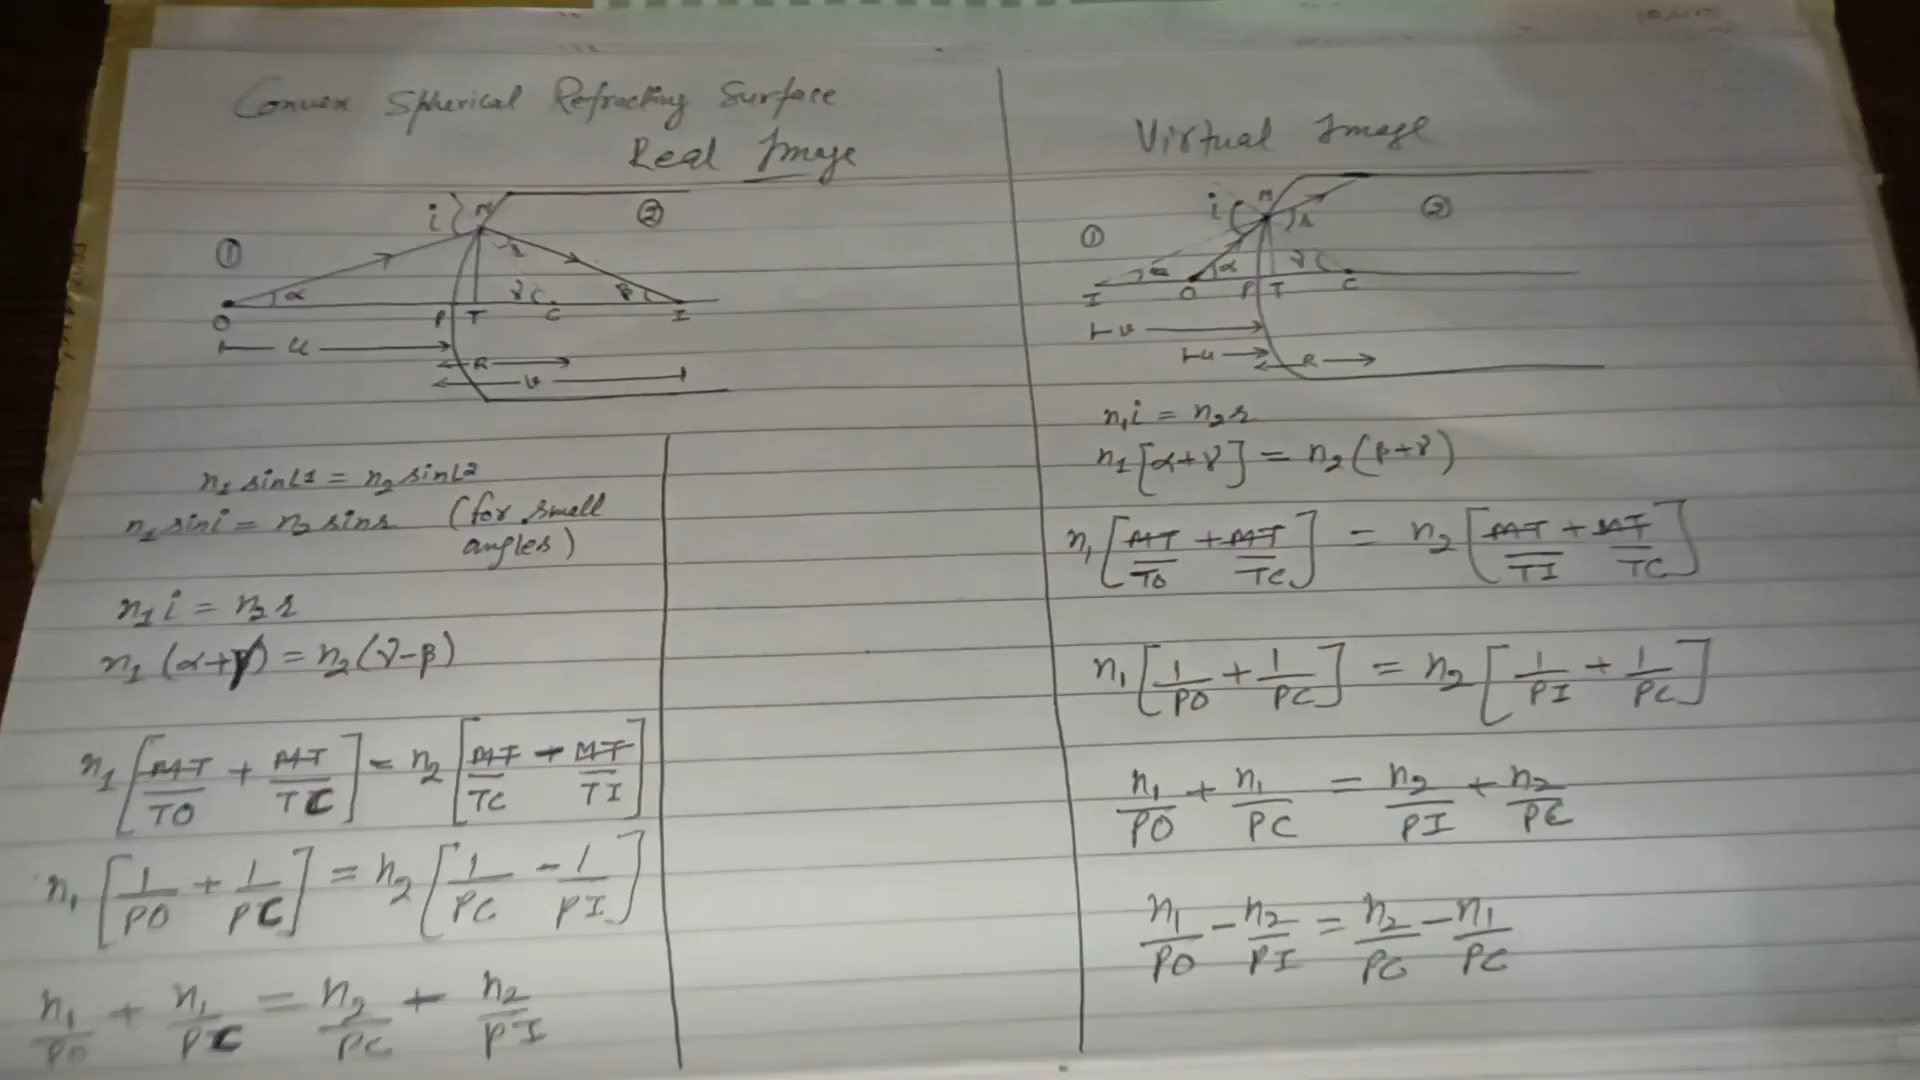 Convex Spherical Refracting Surface
Real Image
i M ②
① r
α γ β
O P T C I
u
R
v
n₁ sin∠1 = n₂ sin∠2
n₁ sini = n₂ sinr (for small
angles)
n₁ i = n₂ r
n₁ (α+γ) = n₂ (γ-β)
n₁ [MT/TO + MT/TC] = n₂ [MT/TC - MT/TI]
n₁ [1/PO + 1/PC] = n₂ [1/PC - 1/PI]
n₁/PO + n₁/PC = n₂/PC + n₂/PI
Virtual Image
i M r ②
①
α γ
I O P T C
v
u R
n₁i = n₂r
n₁ [α+γ] = n₂ (β+γ)
n₁ [MT/TO + MT/TC] = n₂ [MT/TI + MT/TC]
n₁ [1/PO + 1/PC] = n₂ [1/PI + 1/PC]
n₁/PO + n₁/PC = n₂/PI + n₂/PC
n₁/PO - n₂/PI = n₂/PC - n₁/PC